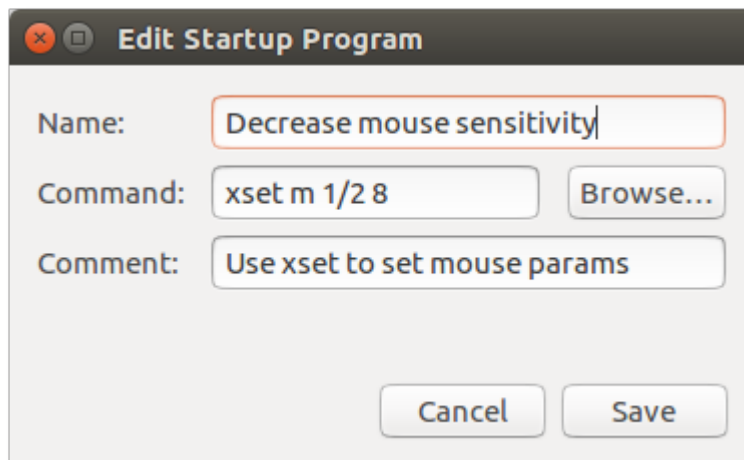 Edit Startup Program
Name: Decrease mouse sensitivity
Command: xset m 1/2 8 Browse...
Comment: Use xset to set mouse params
Cancel Save